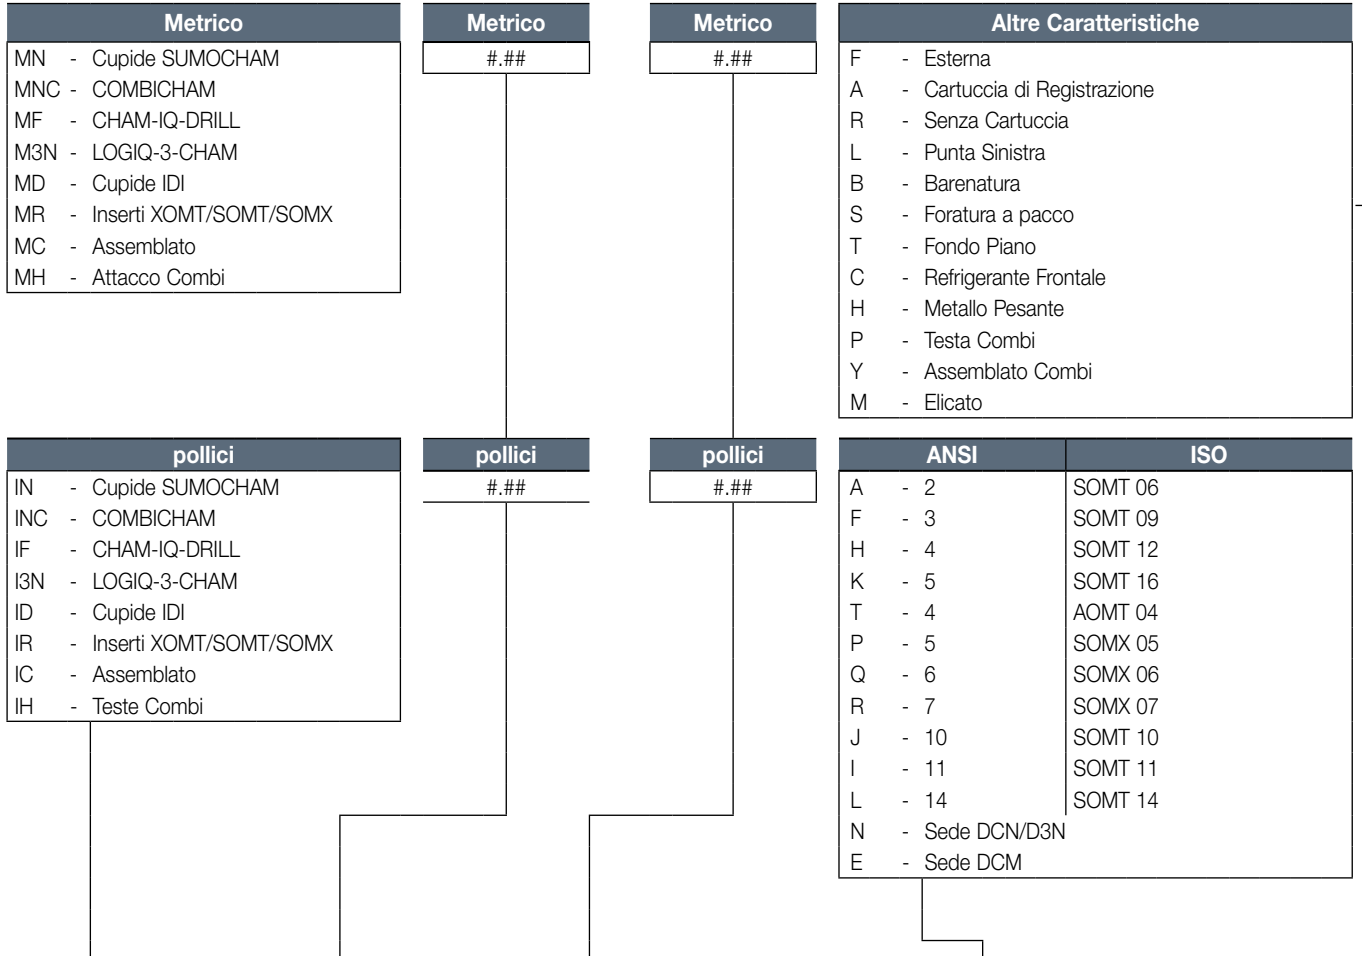 Metrico
MN - Cupide SUMOCHAM
MNC - COMBICHAM
MF - CHAM-IQ-DRILL
M3N - LOGIQ-3-CHAM
MD - Cupide IDI
MR - Inserti XOMT/SOMT/SOMX
MC - Assemblato
MH - Attacco Combi
Metrico
#.##
Metrico
#.##
Altre Caratteristiche
F - Esterna
A - Cartuccia di Registrazione
R - Senza Cartuccia
L - Punta Sinistra
B - Barenatura
S - Foratura a pacco
T - Fondo Piano
C - Refrigerante Frontale
H - Metallo Pesante
P - Testa Combi
Y - Assemblato Combi
M - Elicato
pollici
IN - Cupide SUMOCHAM
INC - COMBICHAM
IF - CHAM-IQ-DRILL
I3N - LOGIQ-3-CHAM
ID - Cupide IDI
IR - Inserti XOMT/SOMT/SOMX
IC - Assemblato
IH - Teste Combi
pollici
#.##
pollici
#.##
ANSI ISO
A - 2 SOMT 06
F - 3 SOMT 09
H - 4 SOMT 12
K - 5 SOMT 16
T - 4 AOMT 04
P - 5 SOMX 05
Q - 6 SOMX 06
R - 7 SOMX 07
J - 10 SOMT 10
I - 11 SOMT 11
L - 14 SOMT 14
N - Sede DCN/D3N
E - Sede DCM